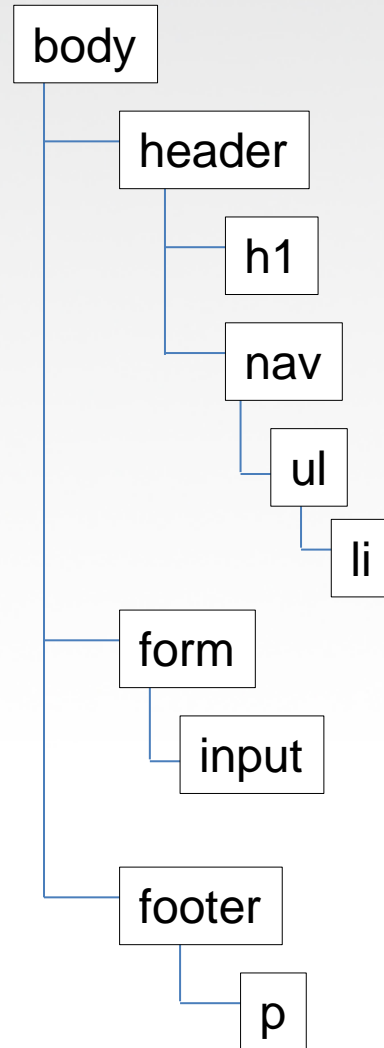 body
header
h1
nav
ul
li
form
input
footer
p